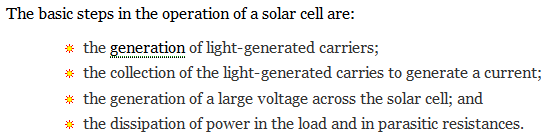 The basic steps in the operation of a solar cell are:
the generation of light-generated carriers;
the collection of the light-generated carries to generate a current;
the generation of a large voltage across the solar cell; and
the dissipation of power in the load and in parasitic resistances.